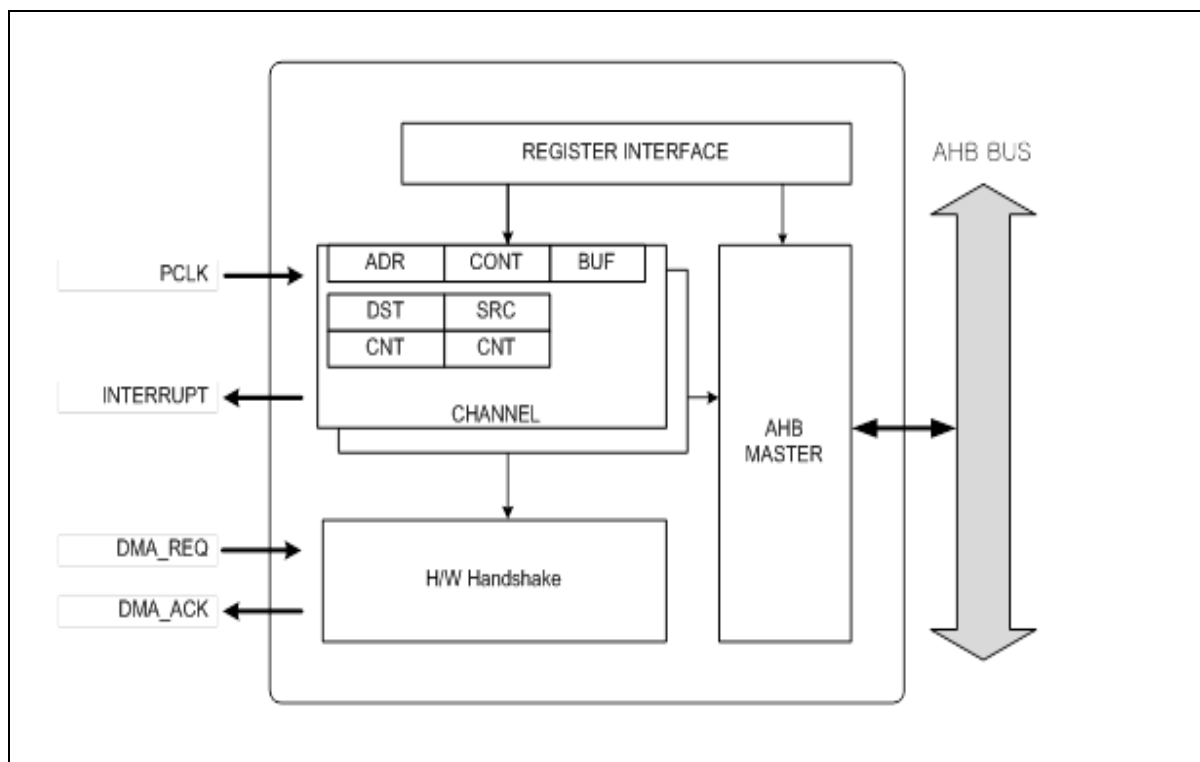 REGISTER INTERFACE
AHB BUS
PCLK
ADR
CONT
BUF
DST
SRC
CNT
CNT
INTERRUPT
CHANNEL
AHB
MASTER
DMA_REQ
H/W Handshake
DMA_ACK